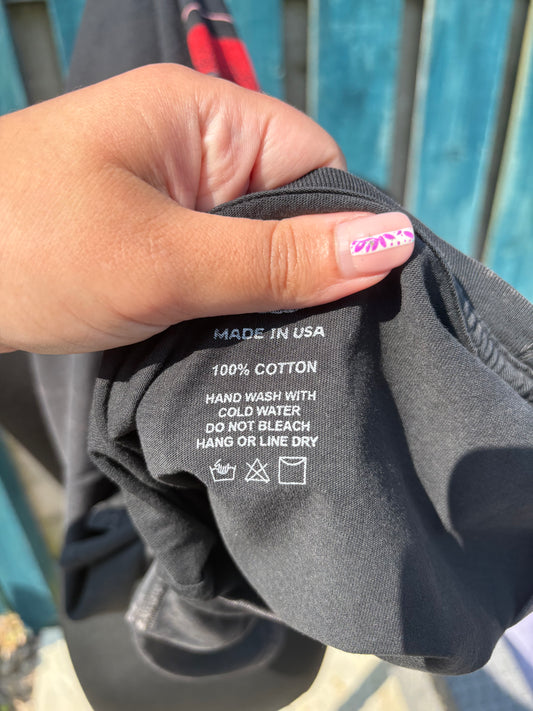 MADE IN USA
100% COTTON
HAND WASH WITH
COLD WATER
DO NOT BLEACH
HANG OR LINE DRY